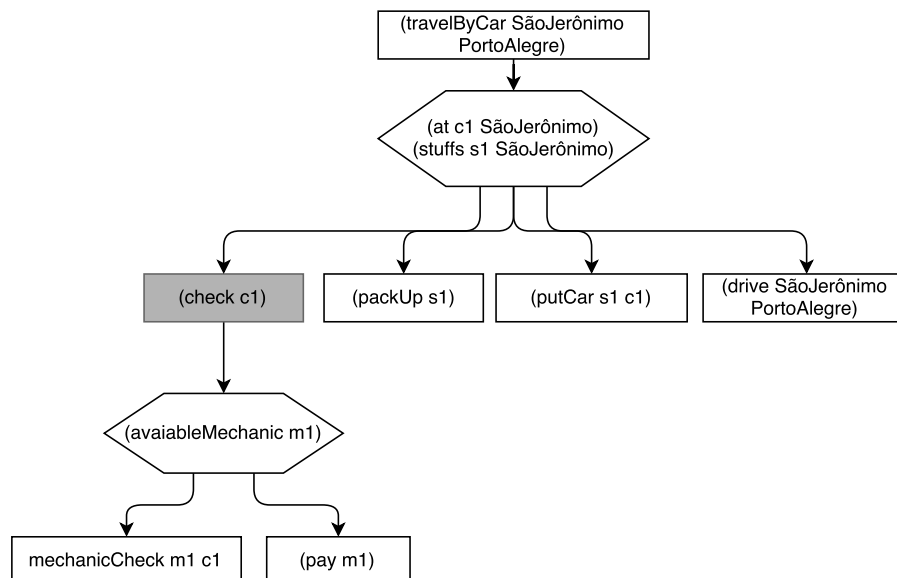 (travelByCar SãoJerônimo
PortoAlegre)
(at c1 SãoJerônimo)
(stuffs s1 SãoJerônimo)
(check c1)
(packUp s1)
(putCar s1 c1)
(drive SãoJerônimo
PortoAlegre)
(avaiableMechanic m1)
mechanicCheck m1 c1
(pay m1)